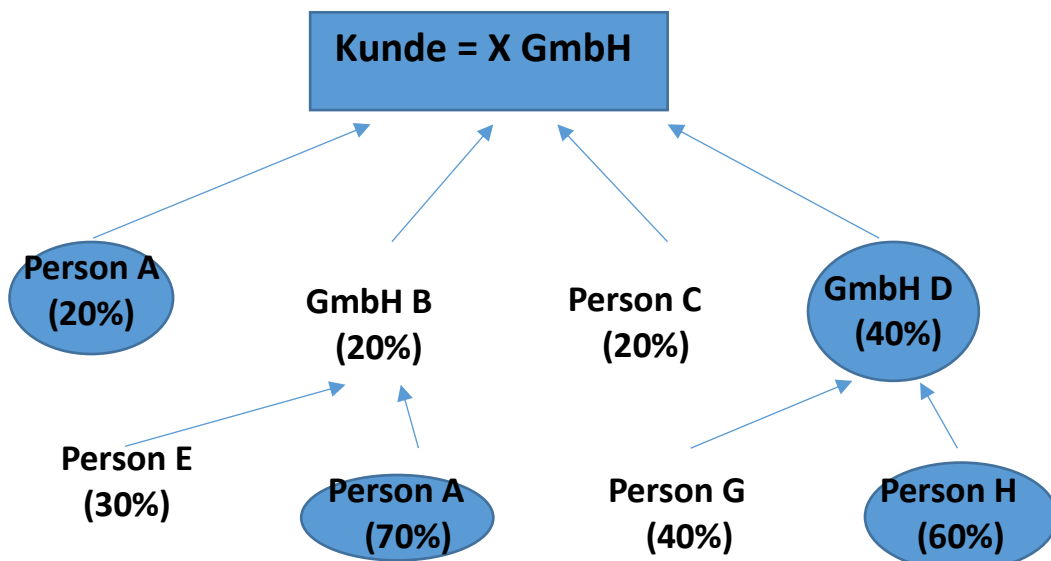 Kunde = X GmbH
Person A
(20%)
GmbH B
(20%)
Person C
(20%)
GmbH D
(40%)
Person E
(30%)
Person A
(70%)
Person G
(40%)
Person H
(60%)